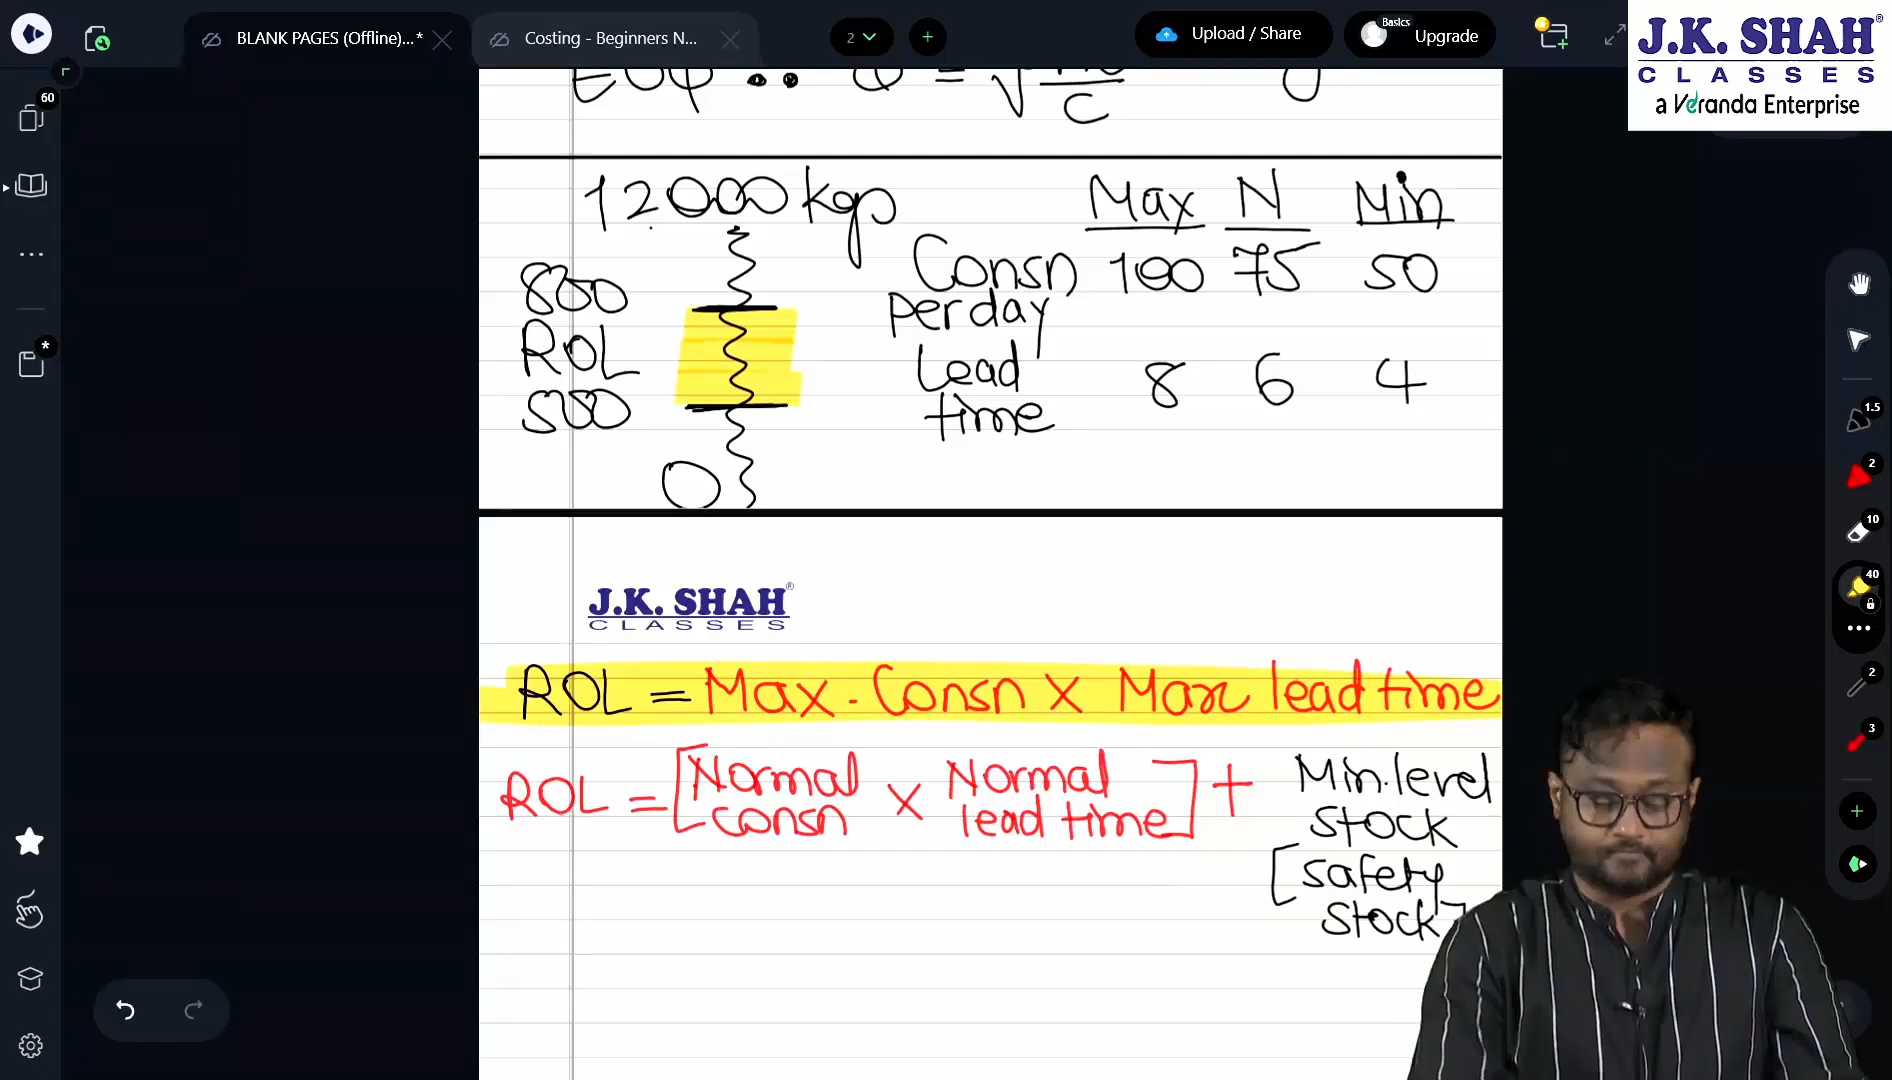 60
BLANK PAGES (Offline)...*
Costing - Beginners N...
2
Upload / Share
Basics
Upgrade
J.K. SHAH®
CLASSES
a Veranda Enterprise
C
12000 kgs
Max N Min
Consn per day 100 75 50
Lead time 8 6 4
800
ROL
500
0
J.K. SHAH®
CLASSES
ROL = Max. Consn X Max lead time
ROL = [Normal consn X Normal lead time] + Min. level stock
[safety stock]
1.5
2
10
40
2
3